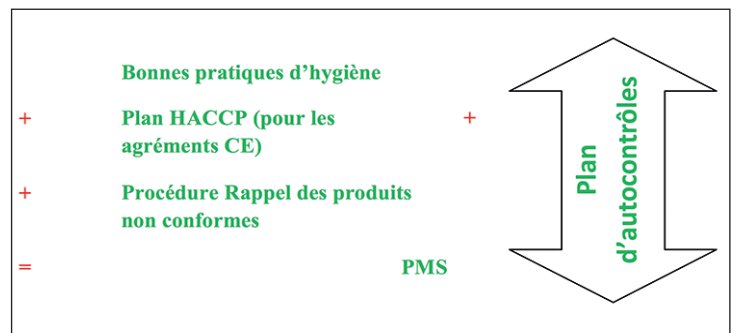 Bonnes pratiques d’hygiène
+ Plan HACCP (pour les +
agréments CE)
+ Procédure Rappel des produits
non conformes
= PMS
Plan
d’autocontrôles